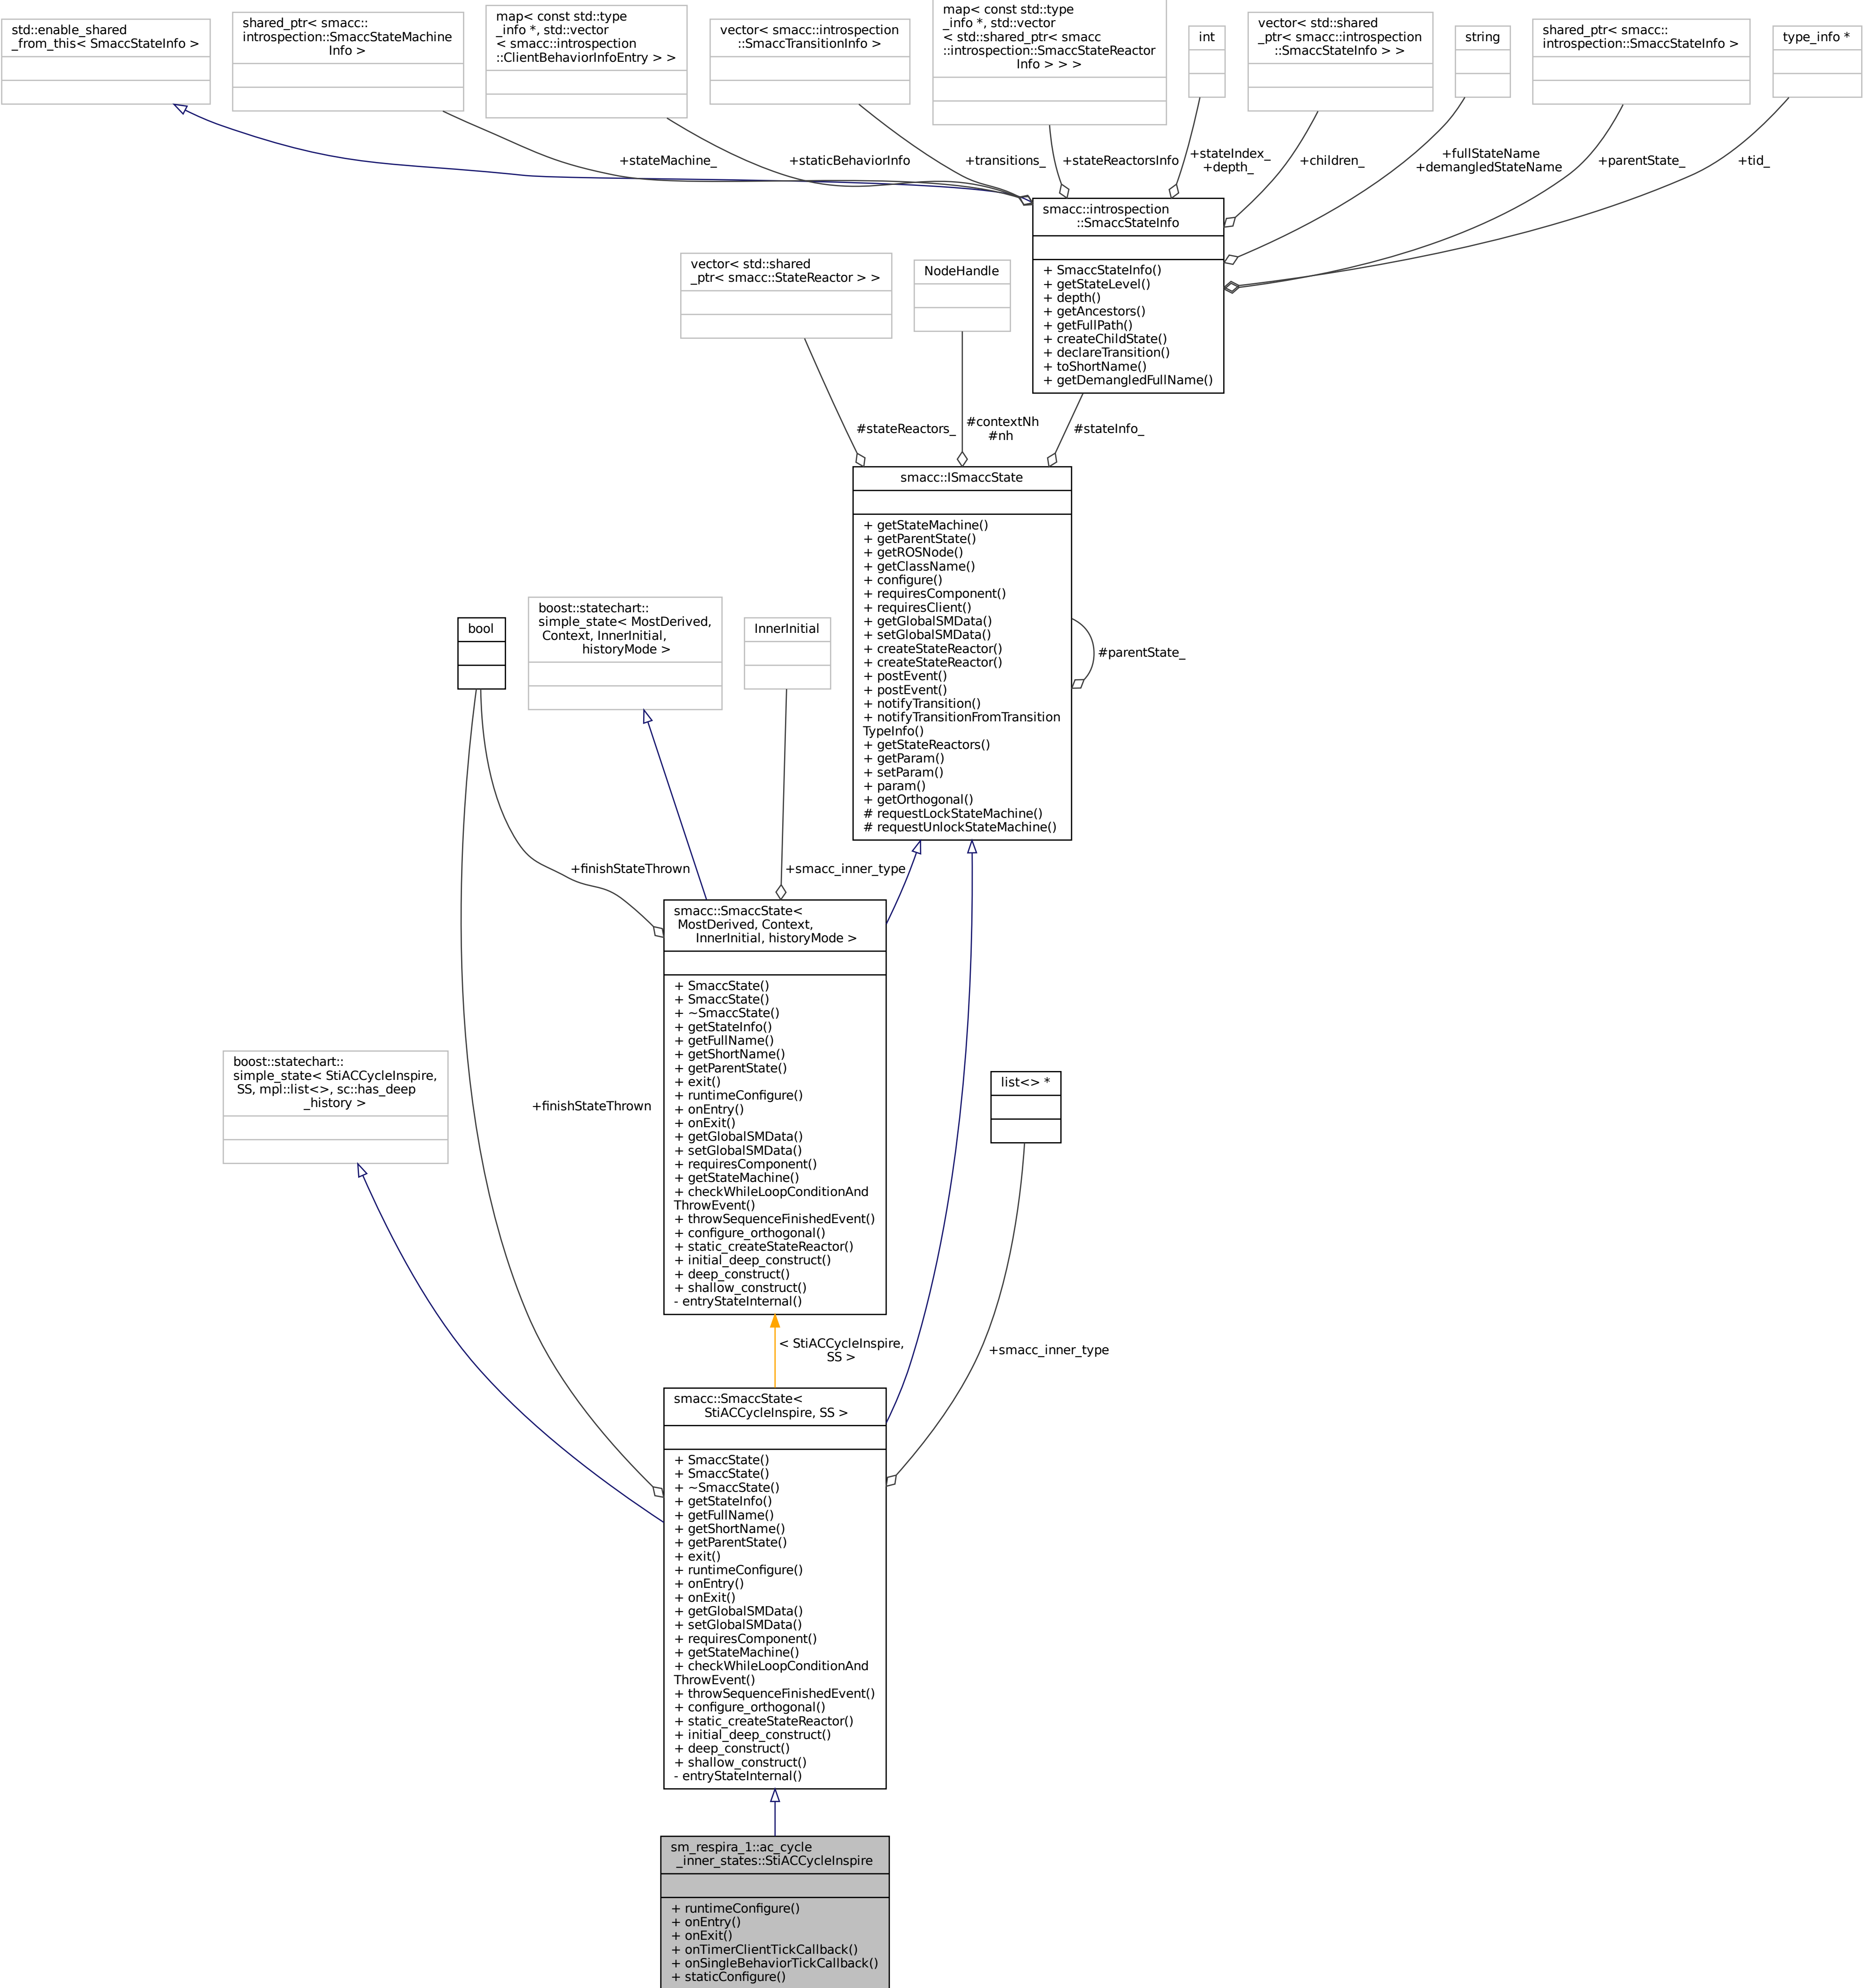 std::enable_shared
_from_this< SmaccStateInfo >
shared_ptr< smacc::
introspection::SmaccStateMachine
Info >
map< const std::type
_info *, std::vector
< smacc::introspection
::ClientBehaviorInfoEntry > >
vector< smacc::introspection
::SmaccTransitionInfo >
map< const std::type
_info *, std::vector
< std::shared_ptr< smacc
::introspection::SmaccStateReactor
Info > > >
int
vector< std::shared
_ptr< smacc::introspection
::SmaccStateInfo > >
string
shared_ptr< smacc::
introspection::SmaccStateInfo >
type_info *
+stateMachine_
+staticBehaviorInfo
+transitions_
+stateReactorsInfo
+stateIndex_
+depth_
+children_
+fullStateName
+demangledStateName
+parentState_
+tid_
smacc::introspection
::SmaccStateInfo
+ SmaccStateInfo()
+ getStateLevel()
+ depth()
+ getAncestors()
+ getFullPath()
+ createChildState()
+ declareTransition()
+ toShortName()
+ getDemangledFullName()
vector< std::shared
_ptr< smacc::StateReactor > >
NodeHandle
#stateReactors_
#contextNh
#nh
#stateInfo_
smacc::ISmaccState
+ getStateMachine()
+ getParentState()
+ getROSNode()
+ getClassName()
+ configure()
+ requiresComponent()
+ requiresClient()
+ getGlobalSMData()
+ setGlobalSMData()
+ createStateReactor()
+ createStateReactor()
+ postEvent()
+ postEvent()
+ notifyTransition()
+ notifyTransitionFromTransition
TypeInfo()
+ getStateReactors()
+ getParam()
+ setParam()
+ param()
+ getOrthogonal()
# requestLockStateMachine()
# requestUnlockStateMachine()
#parentState_
bool
boost::statechart::
simple_state< MostDerived,
Context, InnerInitial,
historyMode >
InnerInitial
+finishStateThrown
+smacc_inner_type
smacc::SmaccState<
MostDerived, Context,
InnerInitial, historyMode >
+ SmaccState()
+ SmaccState()
+ ~SmaccState()
+ getStateInfo()
+ getFullName()
+ getShortName()
+ getParentState()
+ exit()
+ runtimeConfigure()
+ onEntry()
+ onExit()
+ getGlobalSMData()
+ setGlobalSMData()
+ requiresComponent()
+ getStateMachine()
+ checkWhileLoopConditionAnd
ThrowEvent()
+ throwSequenceFinishedEvent()
+ configure_orthogonal()
+ static_createStateReactor()
+ initial_deep_construct()
+ deep_construct()
+ shallow_construct()
- entryStateInternal()
boost::statechart::
simple_state< StiACCycleInspire,
SS, mpl::list<>, sc::has_deep
_history >
+finishStateThrown
list<> *
< StiACCycleInspire,
SS >
+smacc_inner_type
smacc::SmaccState<
StiACCycleInspire, SS >
+ SmaccState()
+ SmaccState()
+ ~SmaccState()
+ getStateInfo()
+ getFullName()
+ getShortName()
+ getParentState()
+ exit()
+ runtimeConfigure()
+ onEntry()
+ onExit()
+ getGlobalSMData()
+ setGlobalSMData()
+ requiresComponent()
+ getStateMachine()
+ checkWhileLoopConditionAnd
ThrowEvent()
+ throwSequenceFinishedEvent()
+ configure_orthogonal()
+ static_createStateReactor()
+ initial_deep_construct()
+ deep_construct()
+ shallow_construct()
- entryStateInternal()
sm_respira_1::ac_cycle
_inner_states::StiACCycleInspire
+ runtimeConfigure()
+ onEntry()
+ onExit()
+ onTimerClientTickCallback()
+ onSingleBehaviorTickCallback()
+ staticConfigure()